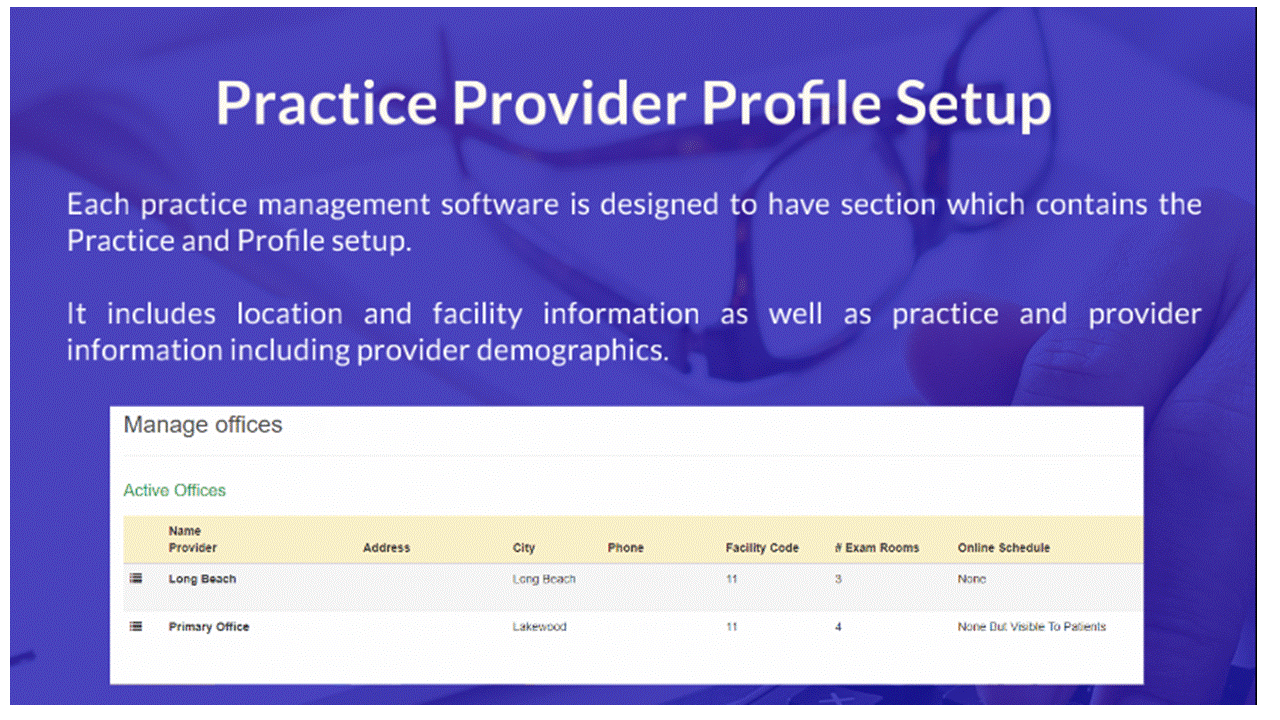 Practice Provider Profile Setup
Each practice management software is designed to have section which contains the
Practice and Profile setup.
It includes location and facility information as well as practice and provider
information including provider demographics.
Manage offices
Active Offices
Name
Provider Address City Phone Facility Code # Exam Rooms Online Schedule
Long Beach Long Beach 11 3 None
Primary Office Lakewood 11 4 None But Visible To Patients